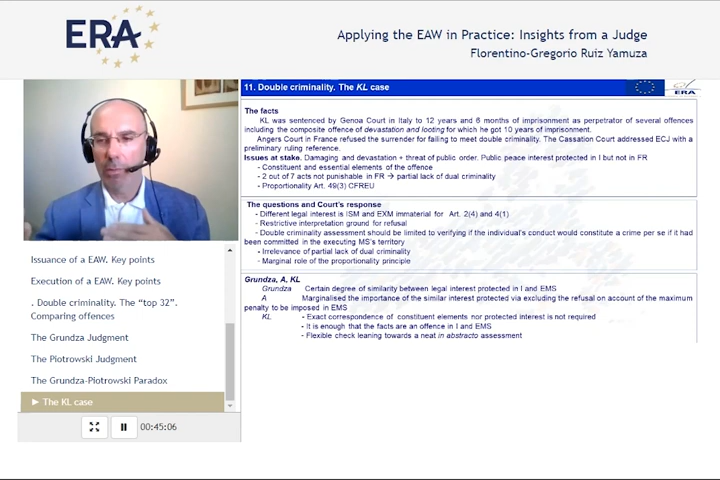 ERA
Applying the EAW in Practice: Insights from a Judge
Florentino-Gregorio Ruiz Yamuza
11. Double criminality. The KL case
ERA
The facts
KL was sentenced by Genoa Court in Italy to 12 years and 6 months of imprisonment as perpetrator of several offences
including the composite offence of devastation and looting for which he got 10 years of imprisonment.
Angers Court in France refused the surrender for failing to meet double criminality. The Cassation Court addressed ECJ with a
preliminary ruling reference.
Issues at stake. Damaging and devastation + threat of public order. Public peace interest protected in I but not in FR
- Constituent and essential elements of the offence
- 2 out of 7 acts not punishable in FR → partial lack of dual criminality
- Proportionality Art. 49(3) CFREU
The questions and Court's response
- Different legal interest is ISM and EXM immaterial for Art. 2(4) and 4(1)
- Restrictive interpretation ground for refusal
- Double criminality assessment should be limited to verifying if the individual's conduct would constitute a crime per se if it had
been committed in the executing MS's territory
- Irrelevance of partial lack of dual criminality
- Marginal role of the proportionality principle
Grundza, A, KL
Grundza Certain degree of similarity between legal interest protected in I and EMS
A Marginalised the importance of the similar interest protected via excluding the refusal on account of the maximum
penalty to be imposed in EMS
KL - Exact correspondence of constituent elements nor protected interest is not required
- It is enough that the facts are an offence in I and EMS
- Flexible check leaning towards a neat in abstracto assessment
Issuance of a EAW. Key points
Execution of a EAW. Key points
. Double criminality. The "top 32".
Comparing offences
The Grundza Judgment
The Piotrowski Judgment
The Grundza-Piotrowski Paradox
► The KL case
00:45:06